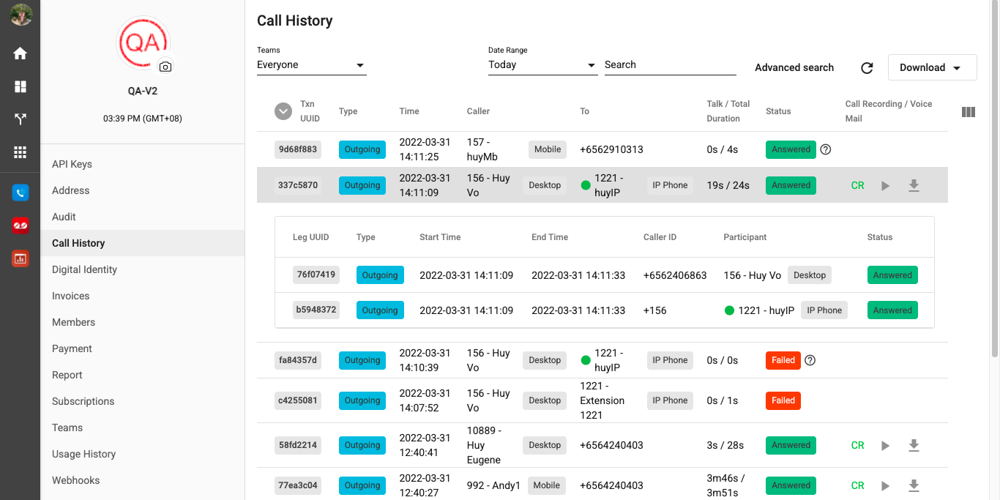 QA
QA-V2
03:39 PM (GMT+08)
API Keys
Address
Audit
Call History
Digital Identity
Invoices
Members
Payment
Report
Subscriptions
Teams
Usage History
Webhooks
Call History
Teams
Everyone
Date Range
Today
Search
Advanced search
Download
Txn UUID Type Time Caller To Talk / Total Duration Status Call Recording / Voice Mail
9d68f883 Outgoing 2022-03-31 14:11:25 157 - huyMb Mobile +6562910313 0s / 4s Answered
337c5870 Outgoing 2022-03-31 14:11:09 156 - Huy Vo Desktop 1221 - huyIP IP Phone 19s / 24s Answered CR
Leg UUID Type Start Time End Time Caller ID Participant Status
76f07419 Outgoing 2022-03-31 14:11:09 2022-03-31 14:11:33 +6562406863 156 - Huy Vo Desktop Answered
b5948372 Outgoing 2022-03-31 14:11:09 2022-03-31 14:11:33 +156 1221 - huyIP IP Phone Answered
fa84357d Outgoing 2022-03-31 14:10:39 156 - Huy Vo Desktop 1221 - huyIP IP Phone 0s / 0s Failed
c4255081 Outgoing 2022-03-31 14:07:52 156 - Huy Vo Desktop 1221 - Extension 1221 IP Phone 0s / 1s Failed
58fd2214 Outgoing 2022-03-31 12:40:41 10889 - Huy Eugene Desktop +6564240403 3s / 28s Answered CR
77ea3c04 Outgoing 2022-03-31 12:40:27 992 - Andy1 Mobile +6564240403 3m46s / 3m51s Answered CR